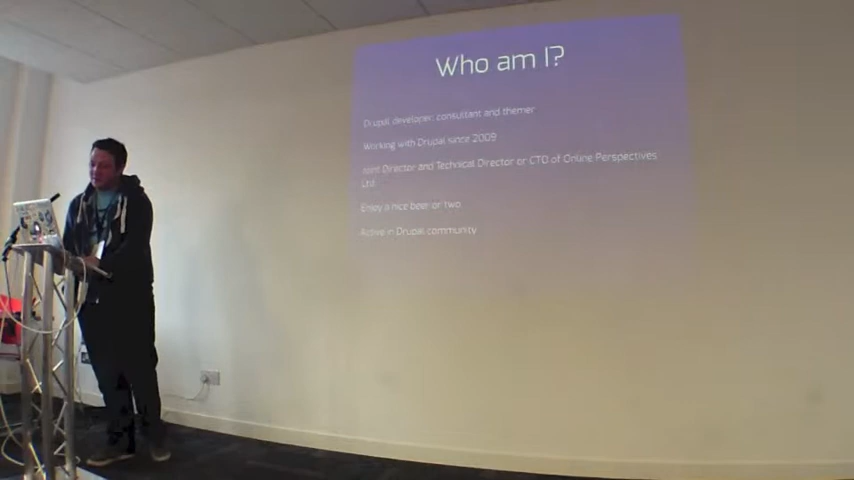 Who am I?
Drupal developer, consultant and themer
Working with Drupal since 2009
Joint Director and Technical Director or CTO of Online Perspectives
Ltd.
Enjoy a nice beer or two
Active in Drupal community